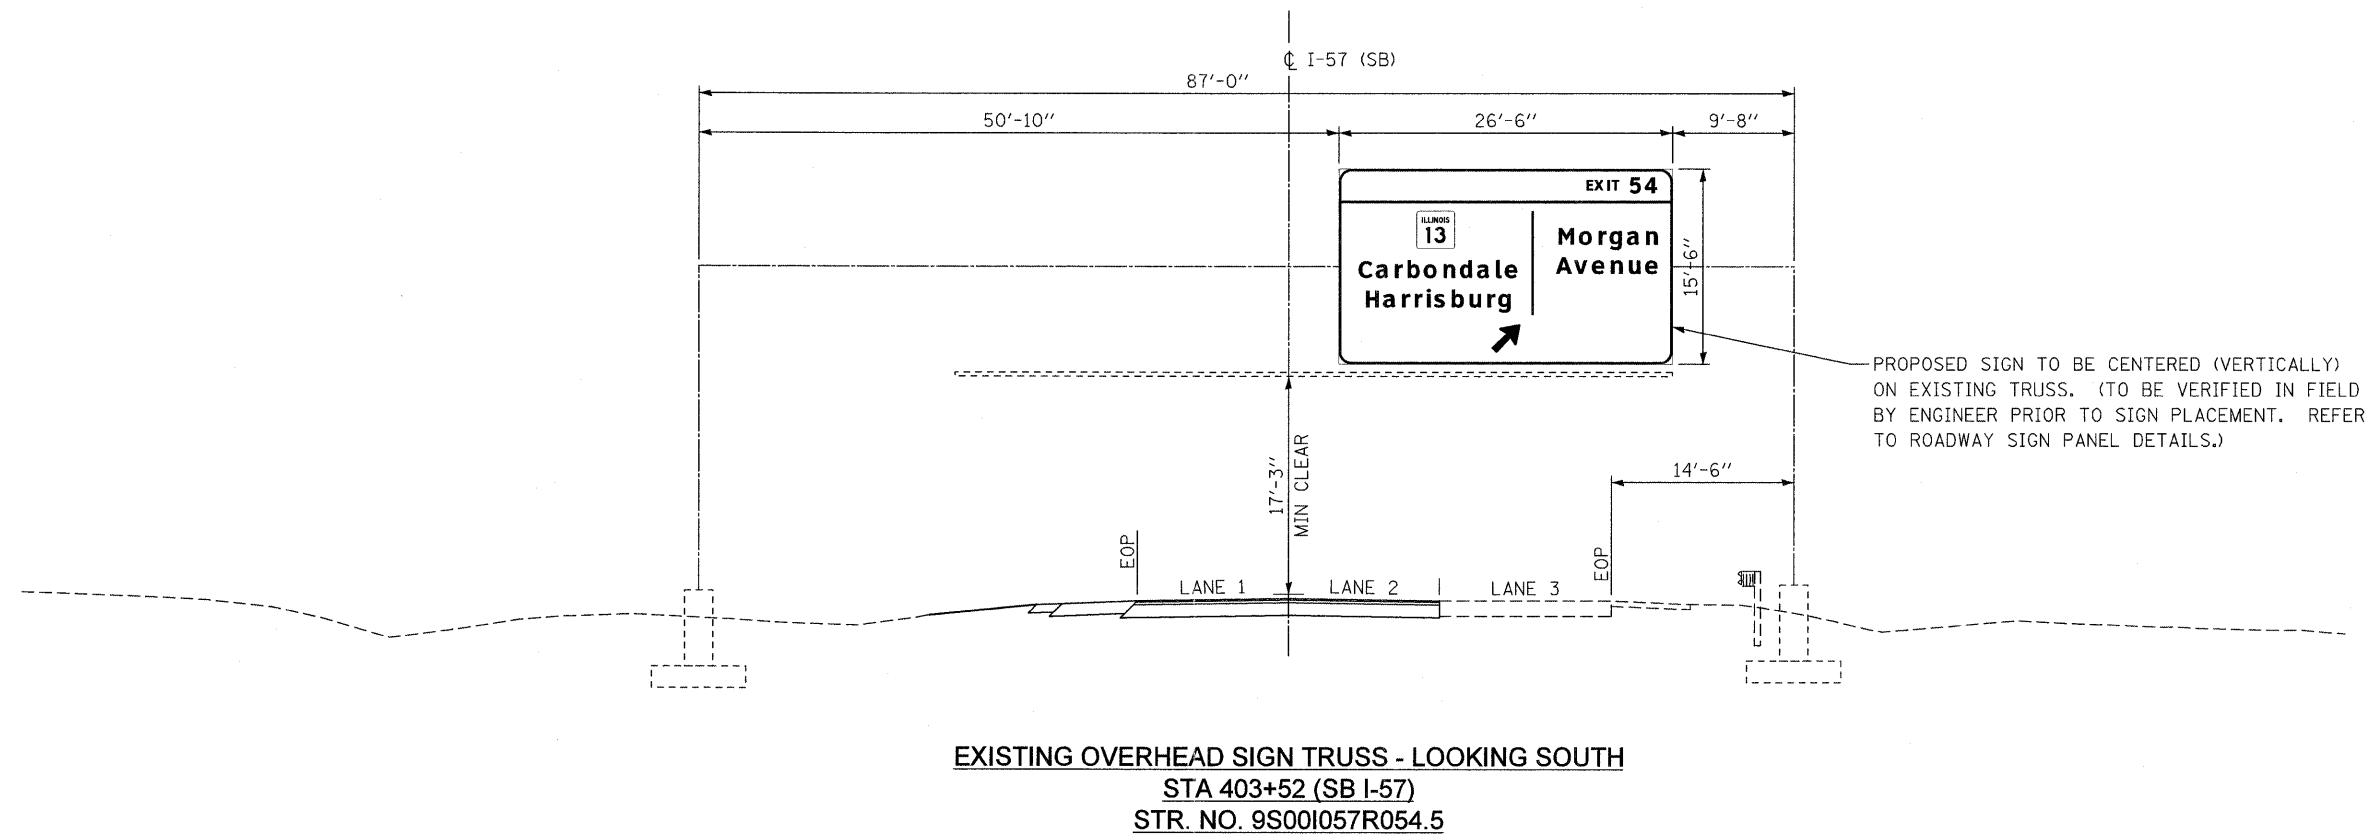 ℄ I-57 (SB)
87'-0"
50'-10"
26'-6"
9'-8"
EXIT 54
ILLINOIS
13
Carbondale
Harrisburg
Morgan
Avenue
15'-6"
PROPOSED SIGN TO BE CENTERED (VERTICALLY)
ON EXISTING TRUSS. (TO BE VERIFIED IN FIELD
BY ENGINEER PRIOR TO SIGN PLACEMENT. REFER
TO ROADWAY SIGN PANEL DETAILS.)
17'-3"
MIN CLEAR
14'-6"
EOP
LANE 1
LANE 2
LANE 3
EOP
EXISTING OVERHEAD SIGN TRUSS - LOOKING SOUTH
STA 403+52 (SB I-57)
STR. NO. 9S00I057R054.5